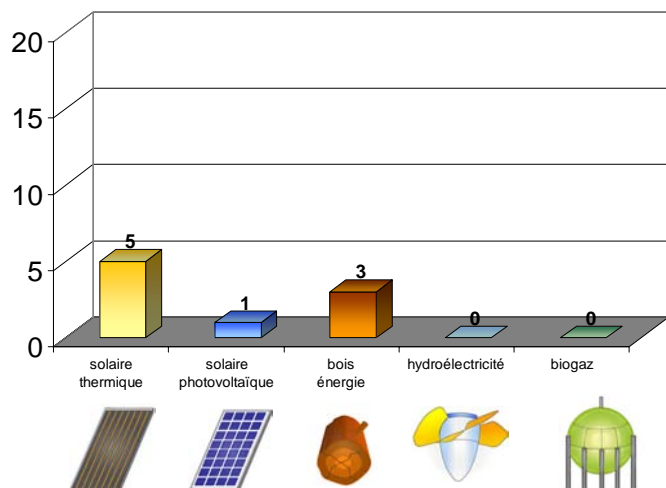 20
15
10
5
0
5
1
3
0
0
solaire
thermique
solaire
photovoltaïque
bois
énergie
hydroélectricité
biogaz